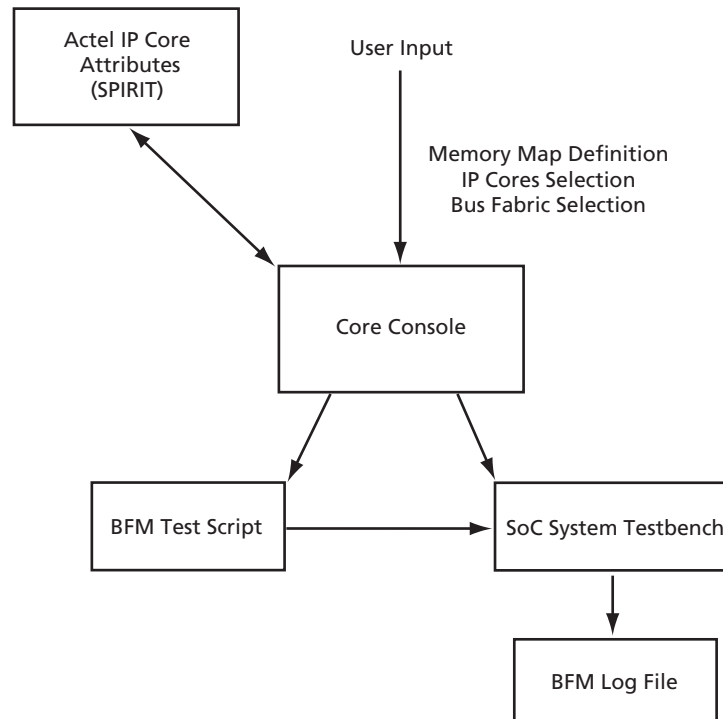 Actel IP Core
Attributes
(SPIRIT)
User Input
Memory Map Definition
IP Cores Selection
Bus Fabric Selection
Core Console
BFM Test Script
SoC System Testbench
BFM Log File